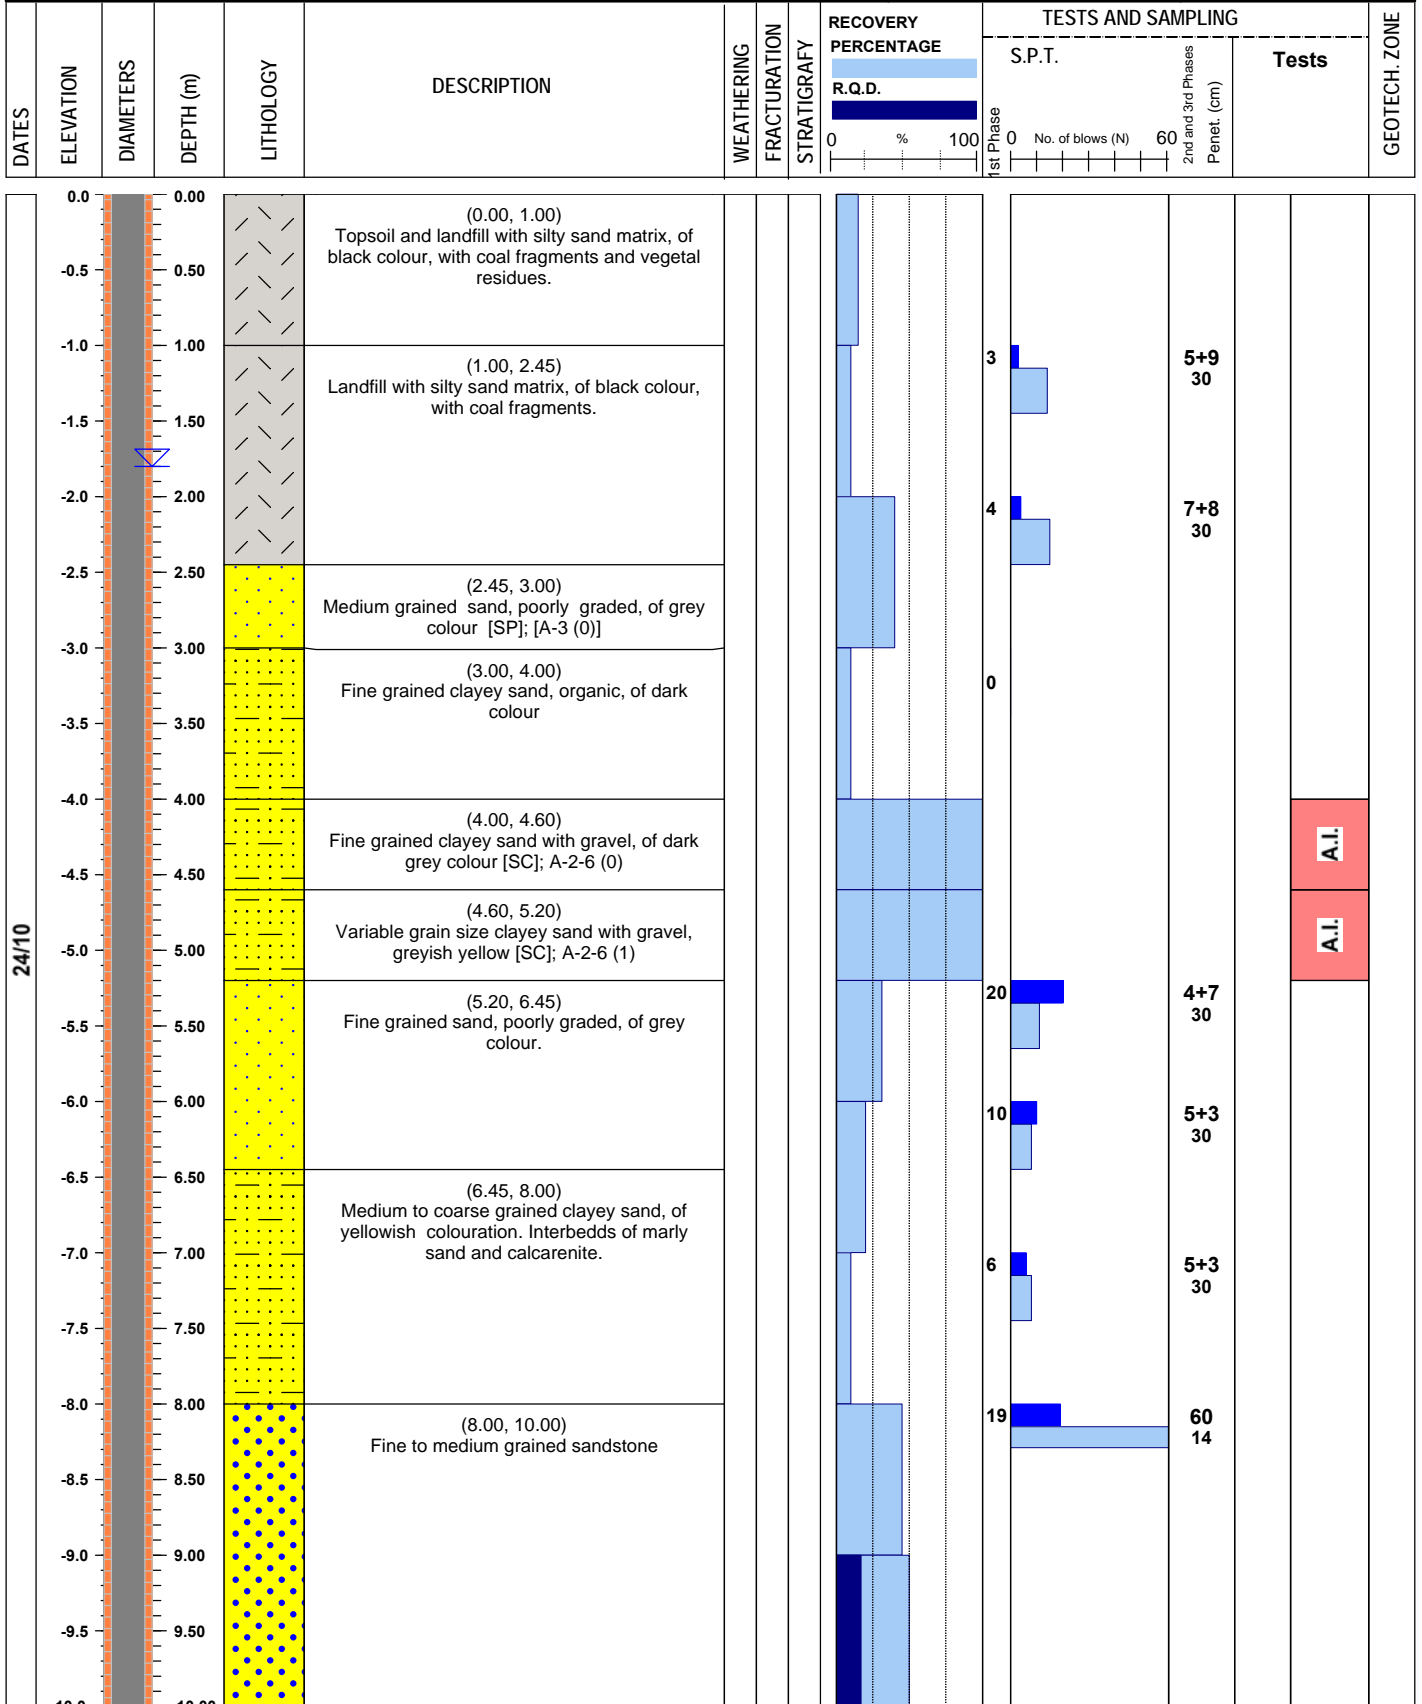 DATES
ELEVATION
DIAMETERS
DEPTH (m)
LITHOLOGY
DESCRIPTION
WEATHERING
FRACTURATION
STRATIGRAFY
RECOVERY
PERCENTAGE
R.Q.D.
0 % 100
TESTS AND SAMPLING
S.P.T.
1st Phase
0 No. of blows (N) 60
2nd and 3rd Phases
Penet. (cm)
Tests
GEOTECH. ZONE
24/10
0.0 0.00
(0.00, 1.00)
Topsoil and landfill with silty sand matrix, of
black colour, with coal fragments and vegetal
residues.
-0.5 0.50
-1.0 1.00
(1.00, 2.45)
Landfill with silty sand matrix, of black colour,
with coal fragments.
3 5+9
30
-1.5 1.50
-2.0 2.00
4 7+8
30
-2.5 2.50
(2.45, 3.00)
Medium grained sand, poorly graded, of grey
colour [SP]; [A-3 (0)]
-3.0 3.00
(3.00, 4.00)
Fine grained clayey sand, organic, of dark
colour
0
-3.5 3.50
-4.0 4.00
(4.00, 4.60)
Fine grained clayey sand with gravel, of dark
grey colour [SC]; A-2-6 (0)
A.I.
-4.5 4.50
(4.60, 5.20)
Variable grain size clayey sand with gravel,
greyish yellow [SC]; A-2-6 (1)
A.I.
-5.0 5.00
(5.20, 6.45)
Fine grained sand, poorly graded, of grey
colour.
20 4+7
30
-5.5 5.50
-6.0 6.00
10 5+3
30
-6.5 6.50
(6.45, 8.00)
Medium to coarse grained clayey sand, of
yellowish colouration. Interbedds of marly
sand and calcarenite.
-7.0 7.00
6 5+3
30
-7.5 7.50
-8.0 8.00
(8.00, 10.00)
Fine to medium grained sandstone
19 60
14
-8.5 8.50
-9.0 9.00
-9.5 9.50
-10.0 10.00